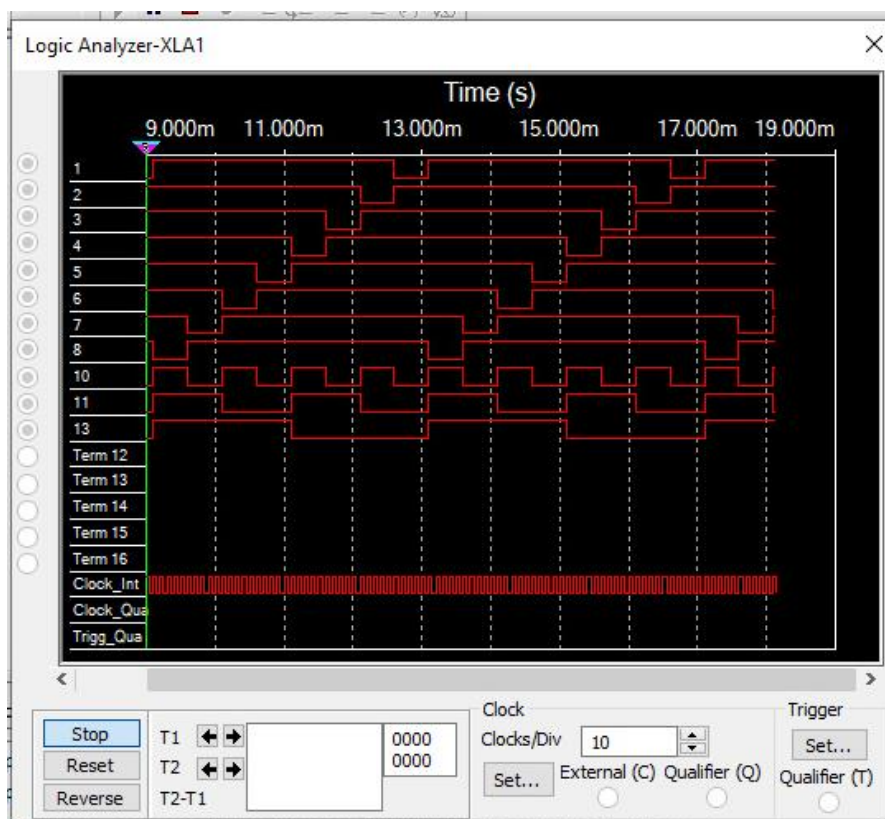 Logic Analyzer-XLA1
Time (s)
9.000m 11.000m 13.000m 15.000m 17.000m 19.000m
1
2
3
4
5
6
7
8
10
11
13
Term 12
Term 13
Term 14
Term 15
Term 16
Clock_Int
Clock_Qua
Trigg_Qua
Stop
Reset
Reverse
T1
T2
T2-T1
0000
0000
Clock
Clocks/Div 10
Set... External (C) Qualifier (Q)
Trigger
Set...
Qualifier (T)